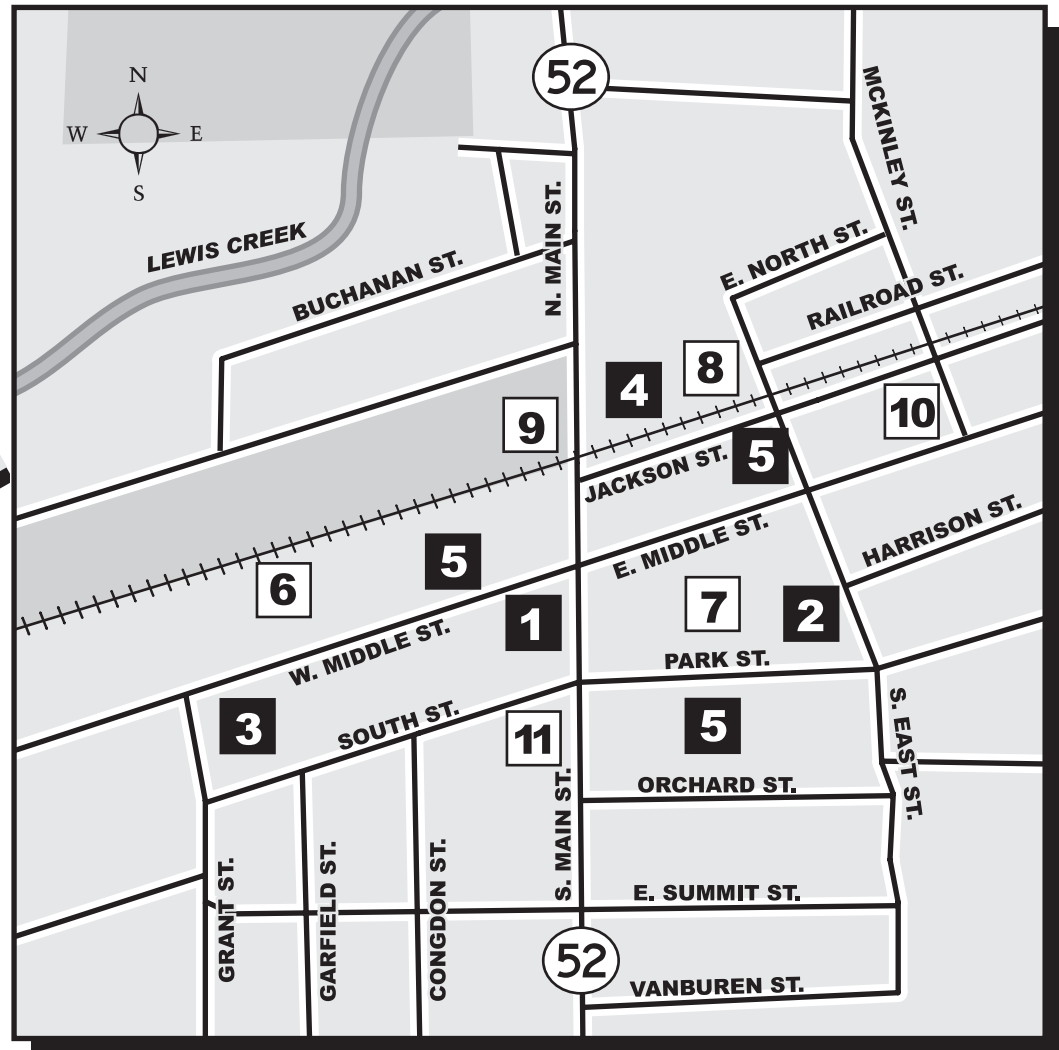 52
N
W E
S
MCKINLEY ST.
LEWIS CREEK
N. MAIN ST.
BUCHANAN ST.
E. NORTH ST.
RAILROAD ST.
8
4
9
10
JACKSON ST.
5
E. MIDDLE ST.
HARRISON ST.
5
6
1
7
2
W. MIDDLE ST.
PARK ST.
3
SOUTH ST.
11
5
S. EAST ST.
ORCHARD ST.
S. MAIN ST.
GRANT ST.
GARFIELD ST.
CONGDON ST.
E. SUMMIT ST.
52
VANBUREN ST.